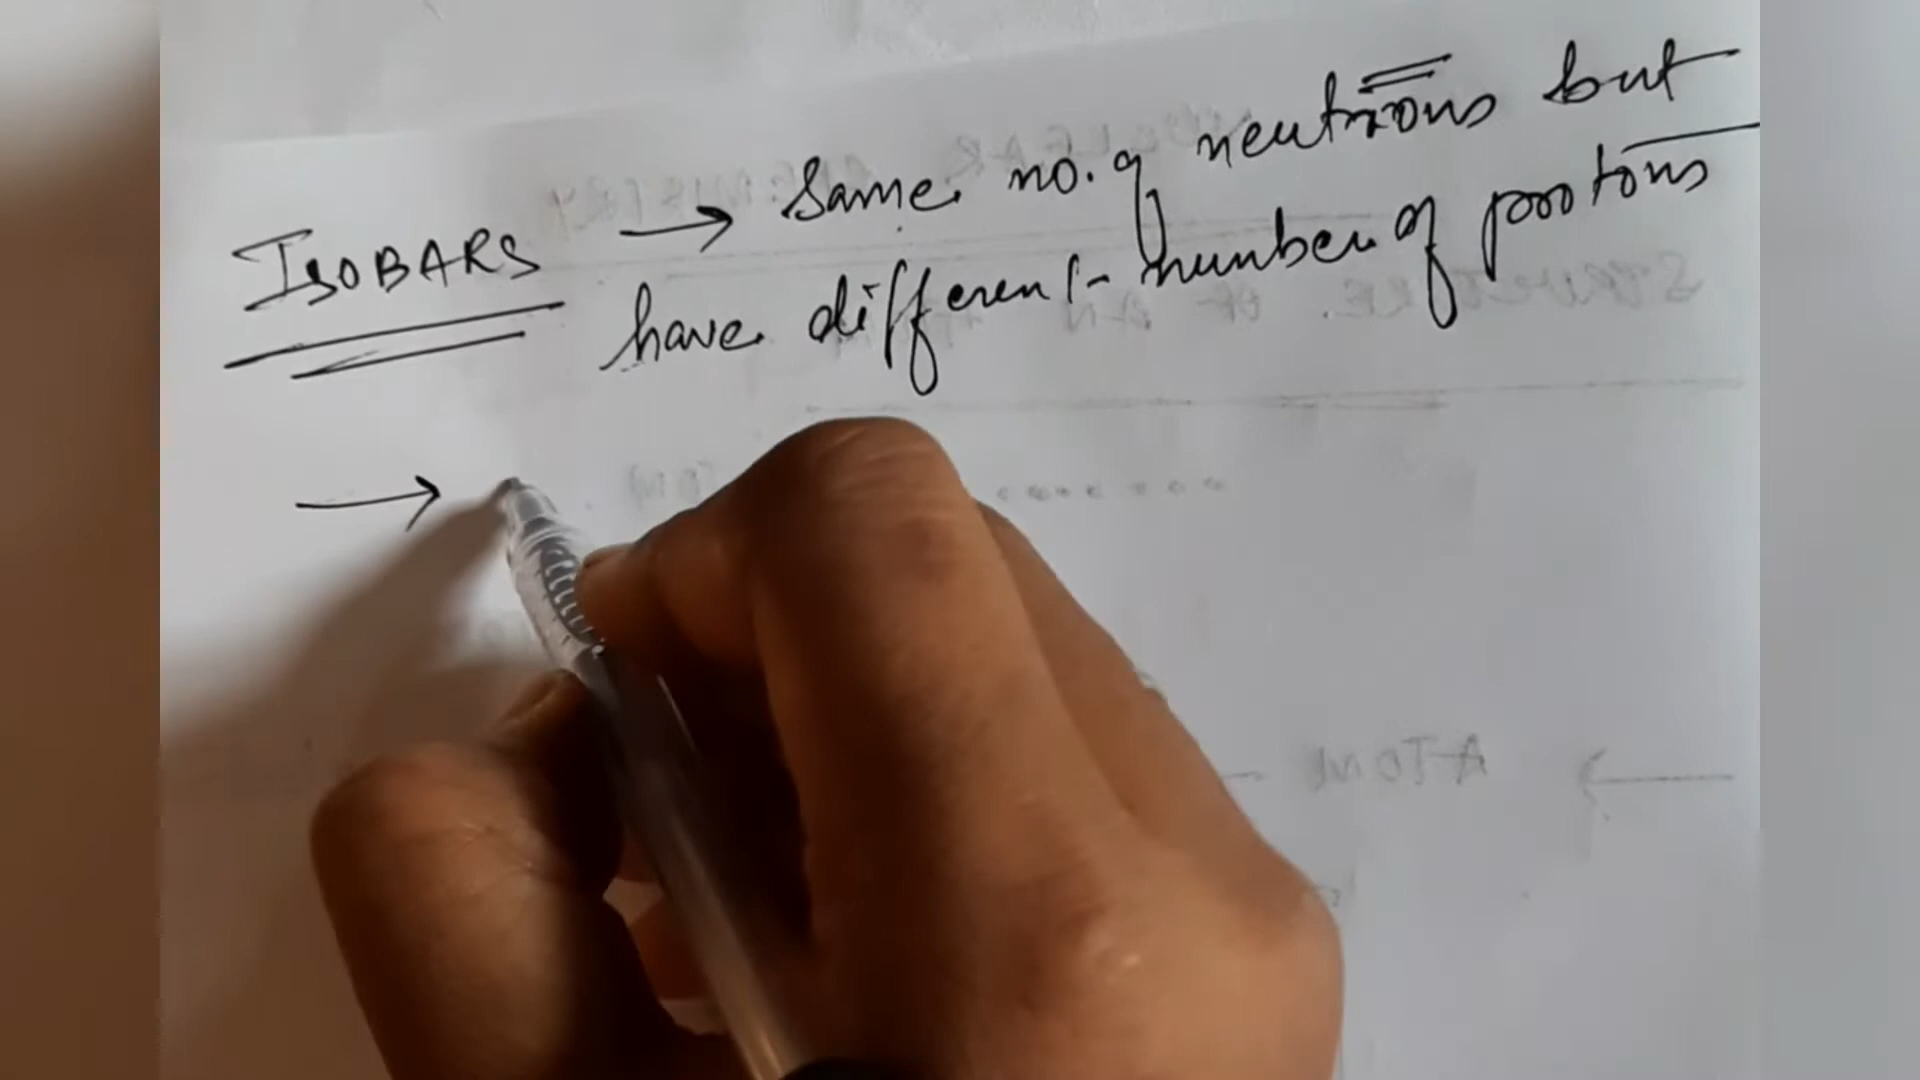 ISOBARS → Same no. of neutrons but
have different number of protons
→